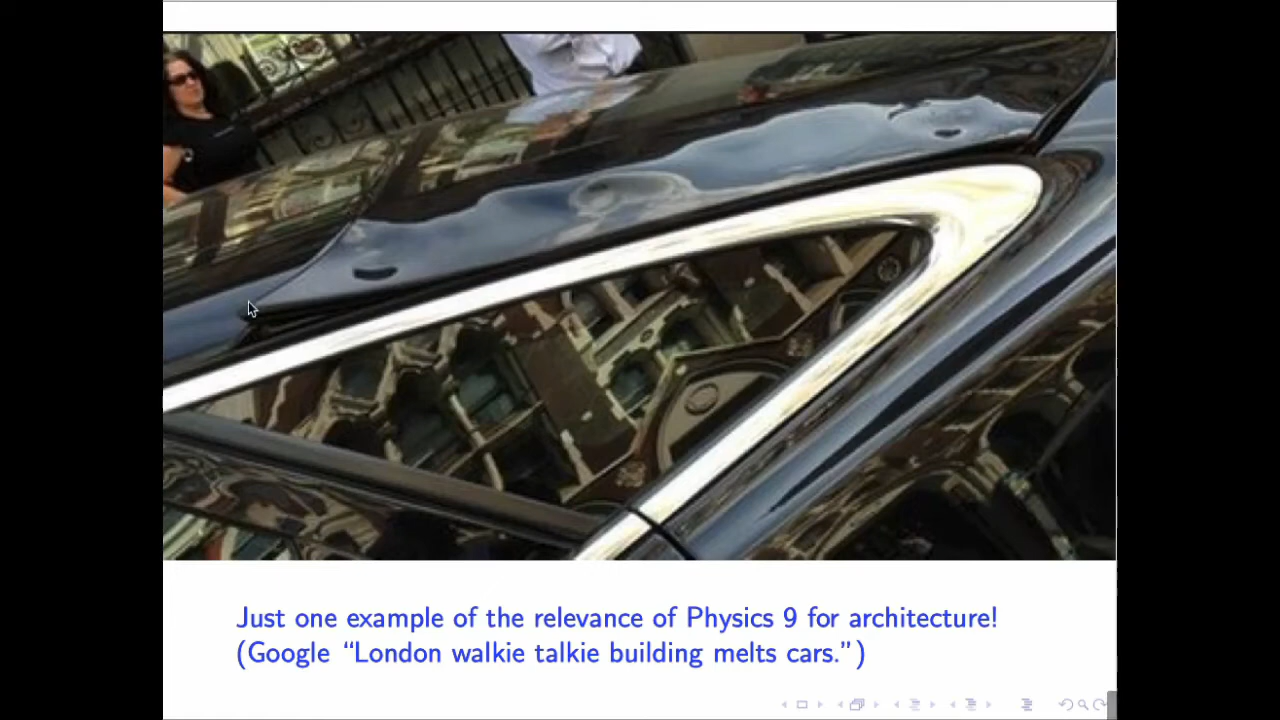 Just one example of the relevance of Physics 9 for architecture!
(Google “London walkie talkie building melts cars.”)